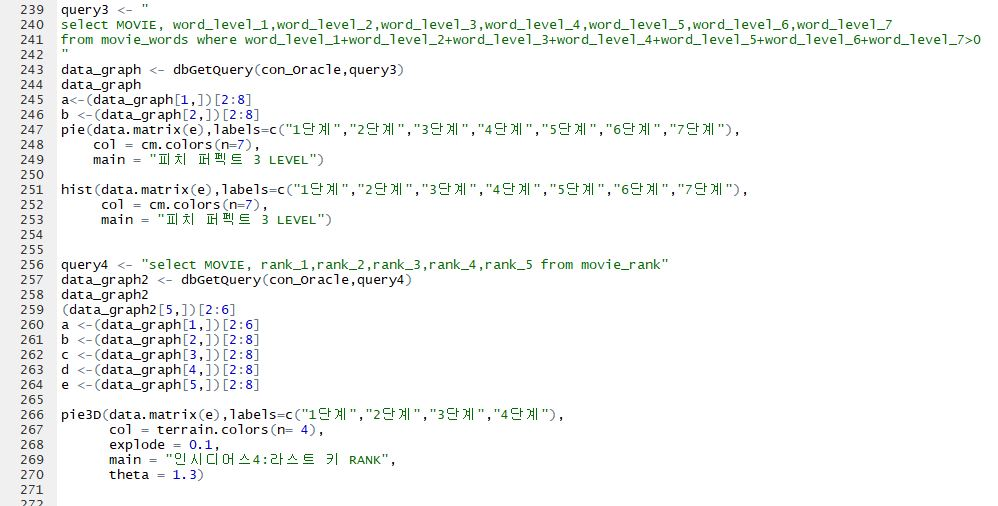 239 query3 <- "
240 select MOVIE, word_level_1,word_level_2,word_level_3,word_level_4,word_level_5,word_level_6,word_level_7
241 from movie_words where word_level_1+word_level_2+word_level_3+word_level_4+word_level_5+word_level_6+word_level_7>0
242 "
243 data_graph <- dbGetQuery(con_Oracle,query3)
244 data_graph
245 a<-(data_graph[1,])[2:8]
246 b <-(data_graph[2,])[2:8]
247 pie(data.matrix(e),labels=c("1단계","2단계","3단계","4단계","5단계","6단계","7단계"),
248     col = cm.colors(n=7),
249     main = "피치 퍼펙트 3 LEVEL")
250
251 hist(data.matrix(e),labels=c("1단계","2단계","3단계","4단계","5단계","6단계","7단계"),
252      col = cm.colors(n=7),
253      main = "피치 퍼펙트 3 LEVEL")
254
255
256 query4 <- "select MOVIE, rank_1,rank_2,rank_3,rank_4,rank_5 from movie_rank"
257 data_graph2 <- dbGetQuery(con_Oracle,query4)
258 data_graph2
259 (data_graph2[5,])[2:6]
260 a <-(data_graph[1,])[2:6]
261 b <-(data_graph[2,])[2:8]
262 c <-(data_graph[3,])[2:8]
263 d <-(data_graph[4,])[2:8]
264 e <-(data_graph[5,])[2:8]
265
266 pie3D(data.matrix(e),labels=c("1단계","2단계","3단계","4단계"),
267       col = terrain.colors(n= 4),
268       explode = 0.1,
269       main = "인시디어스4:라스트 키 RANK",
270       theta = 1.3)
271
272